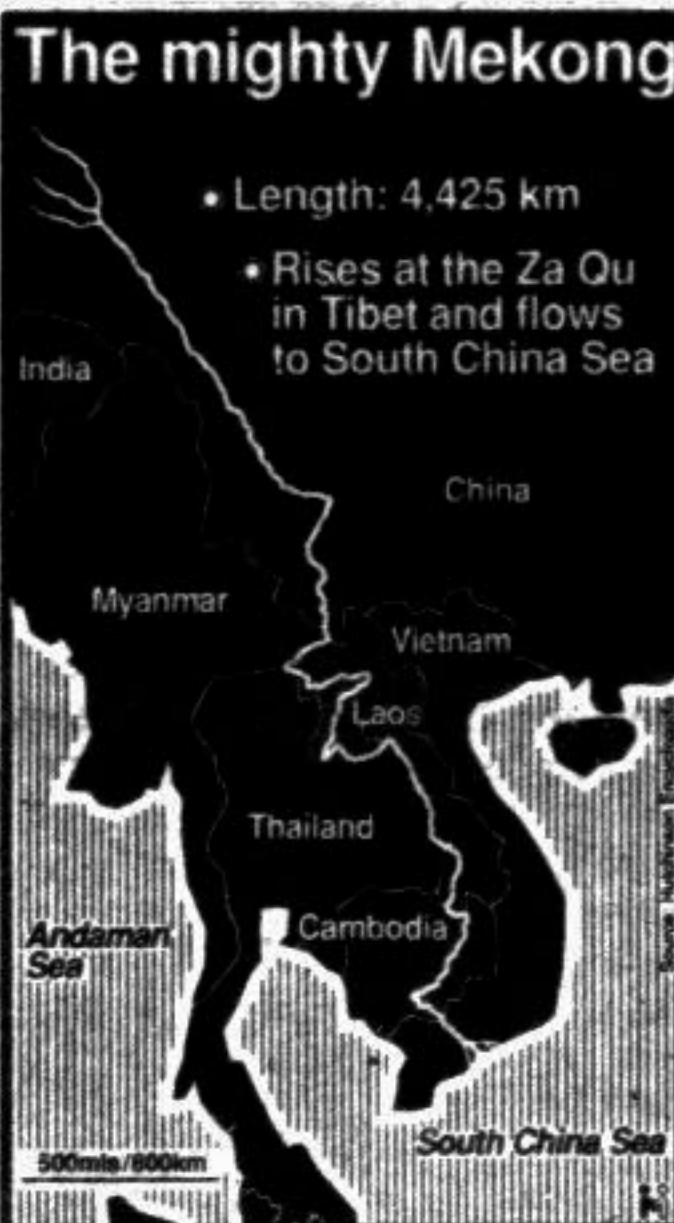 The mighty Mekong
• Length: 4,425 km
• Rises at the Za Qu
in Tibet and flows
to South China Sea
India
China
Myanmar
Vietnam
Laos
Thailand
Cambodia
Andaman
Sea
South China Sea
500mls/800km
Source: